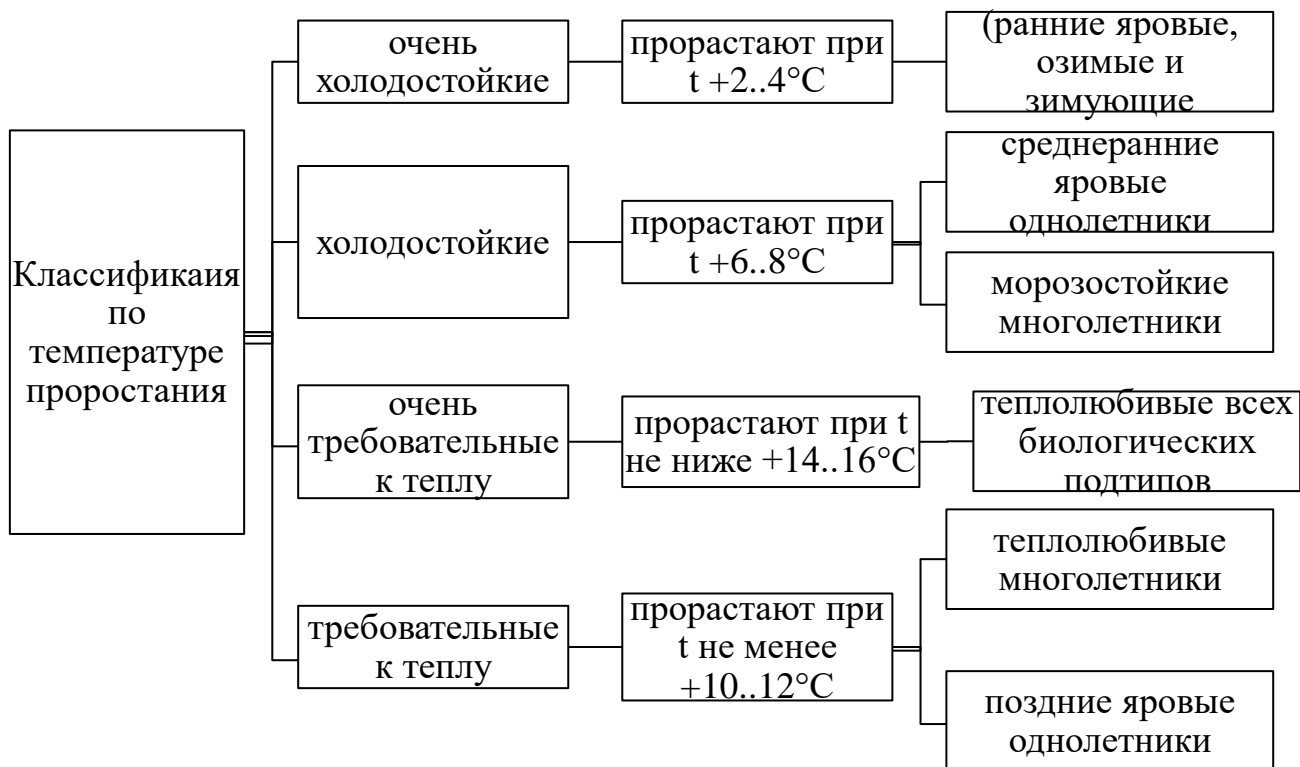 Классификаия
по
температуре
проростания
очень
холодостойкие
прорастают при
t +2..4°C
(ранние яровые,
озимые и
зимующие
холодостойкие
прорастают при
t +6..8°C
среднеранние
яровые
однолетники
морозостойкие
многолетники
очень
требовательные
к теплу
прорастают при t
не ниже +14..16°C
теплолюбивые всех
биологических
подтипов
требовательные
к теплу
прорастают при
t не менее
+10..12°C
теплолюбивые
многолетники
поздние яровые
однолетники